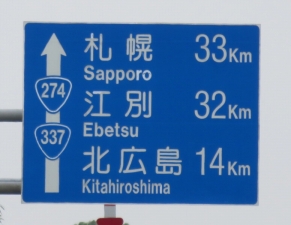 札幌 33Km
Sapporo
274
江別 32Km
Ebetsu
337
北広島 14Km
Kitahiroshima